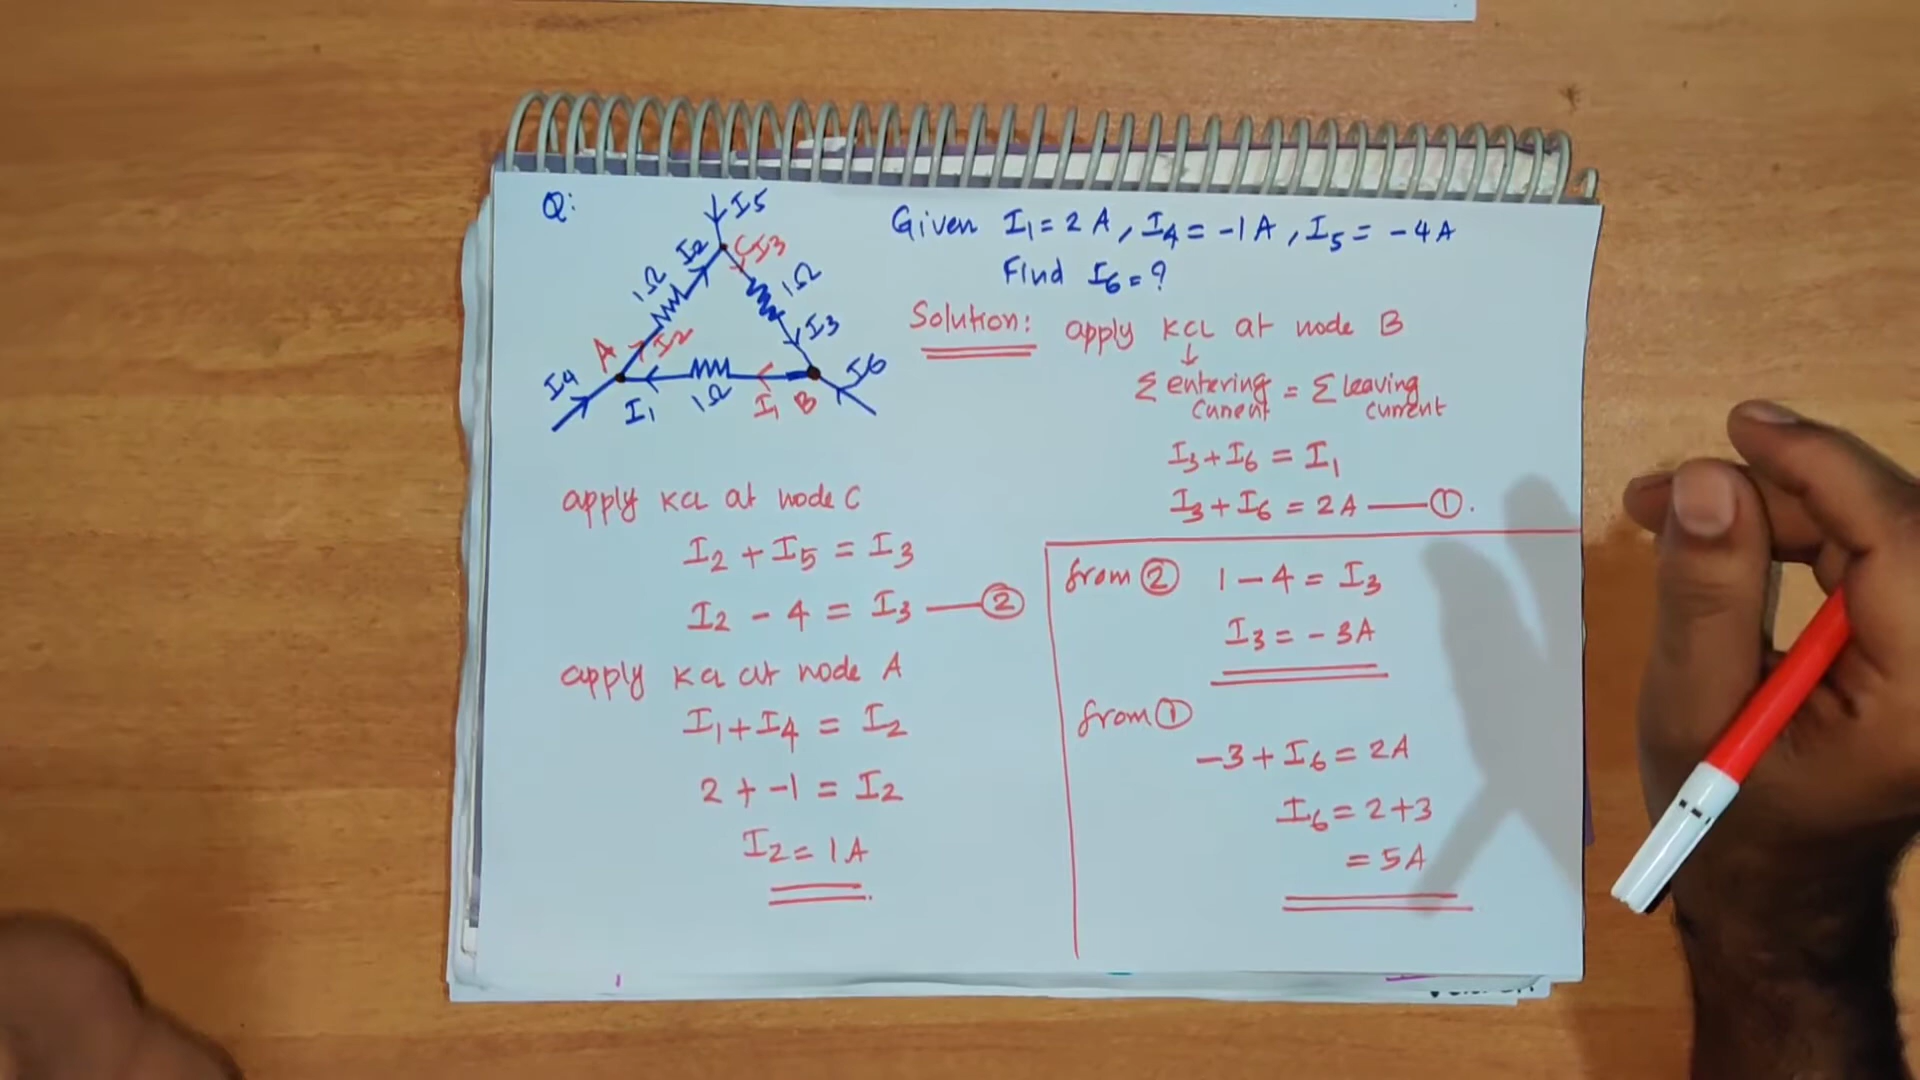 Q:
I5
I2
C I3
1Ω
1Ω
I3
A
I2
I4
I1
1Ω
I1
B
I6
Given I1 = 2 A, I4 = -1A, I5 = -4A
Find I6 = ?
Solution: apply KCL at node B
Σ entering current = Σ leaving current
I3 + I6 = I1
I3 + I6 = 2A —— ①.
apply KCL at node C
I2 + I5 = I3
I2 - 4 = I3 —— ②
apply KCL at node A
I1 + I4 = I2
2 + -1 = I2
I2 = 1A
from ② 1 - 4 = I3
I3 = - 3A
from ①
-3 + I6 = 2A
I6 = 2+3
= 5A